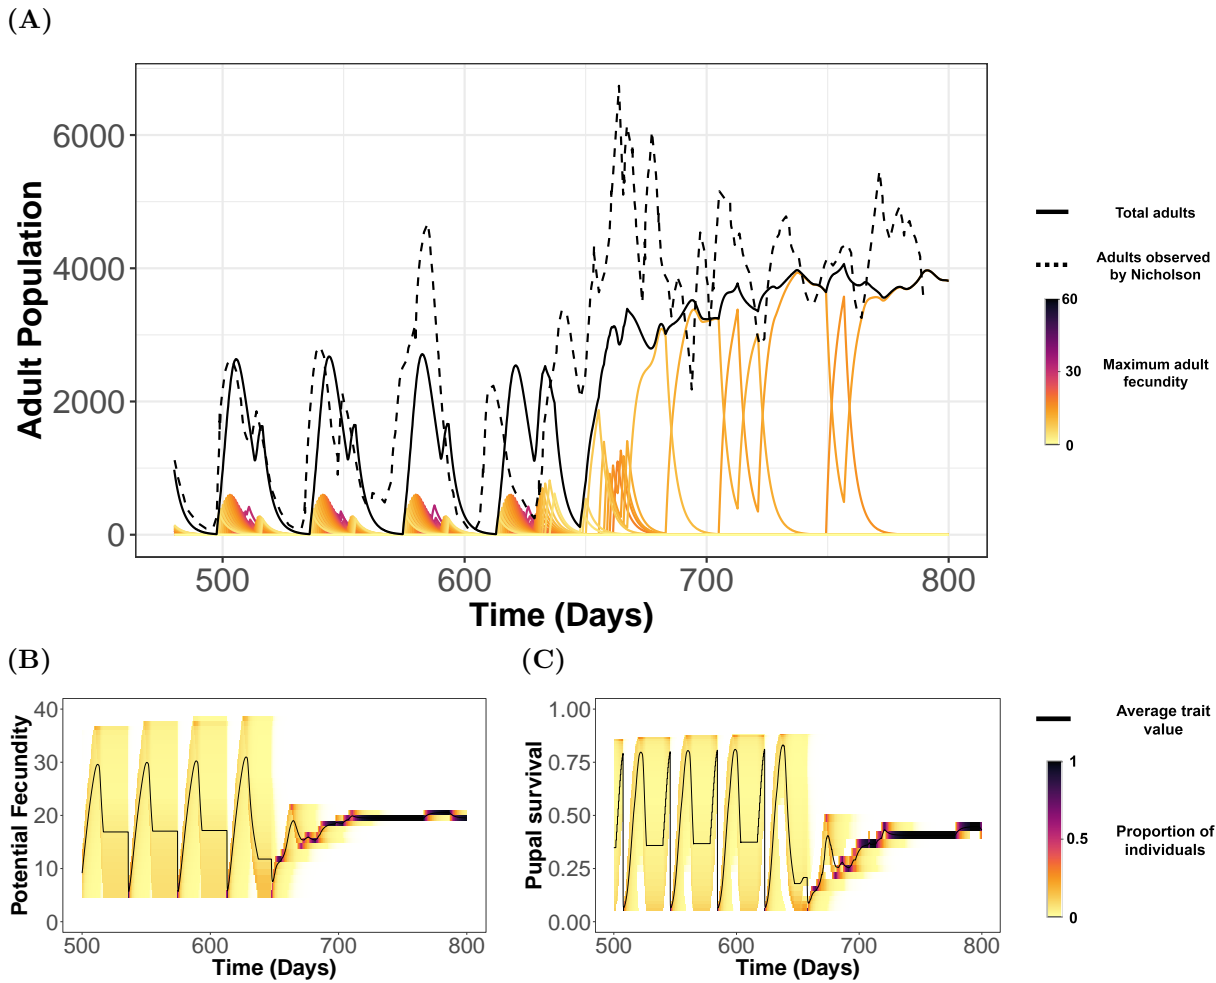 (A)
Adult Population
6000
4000
2000
0
500
600
700
800
Time (Days)
Total adults
Adults observed
by Nicholson
60
30
0
Maximum adult
fecundity
(B)
Potential Fecundity
40
30
20
10
0
500
600
700
800
Time (Days)
(C)
Pupal survival
1.00
0.75
0.50
0.25
0.00
500
600
700
800
Time (Days)
Average trait
value
1
0.5
0
Proportion of
individuals